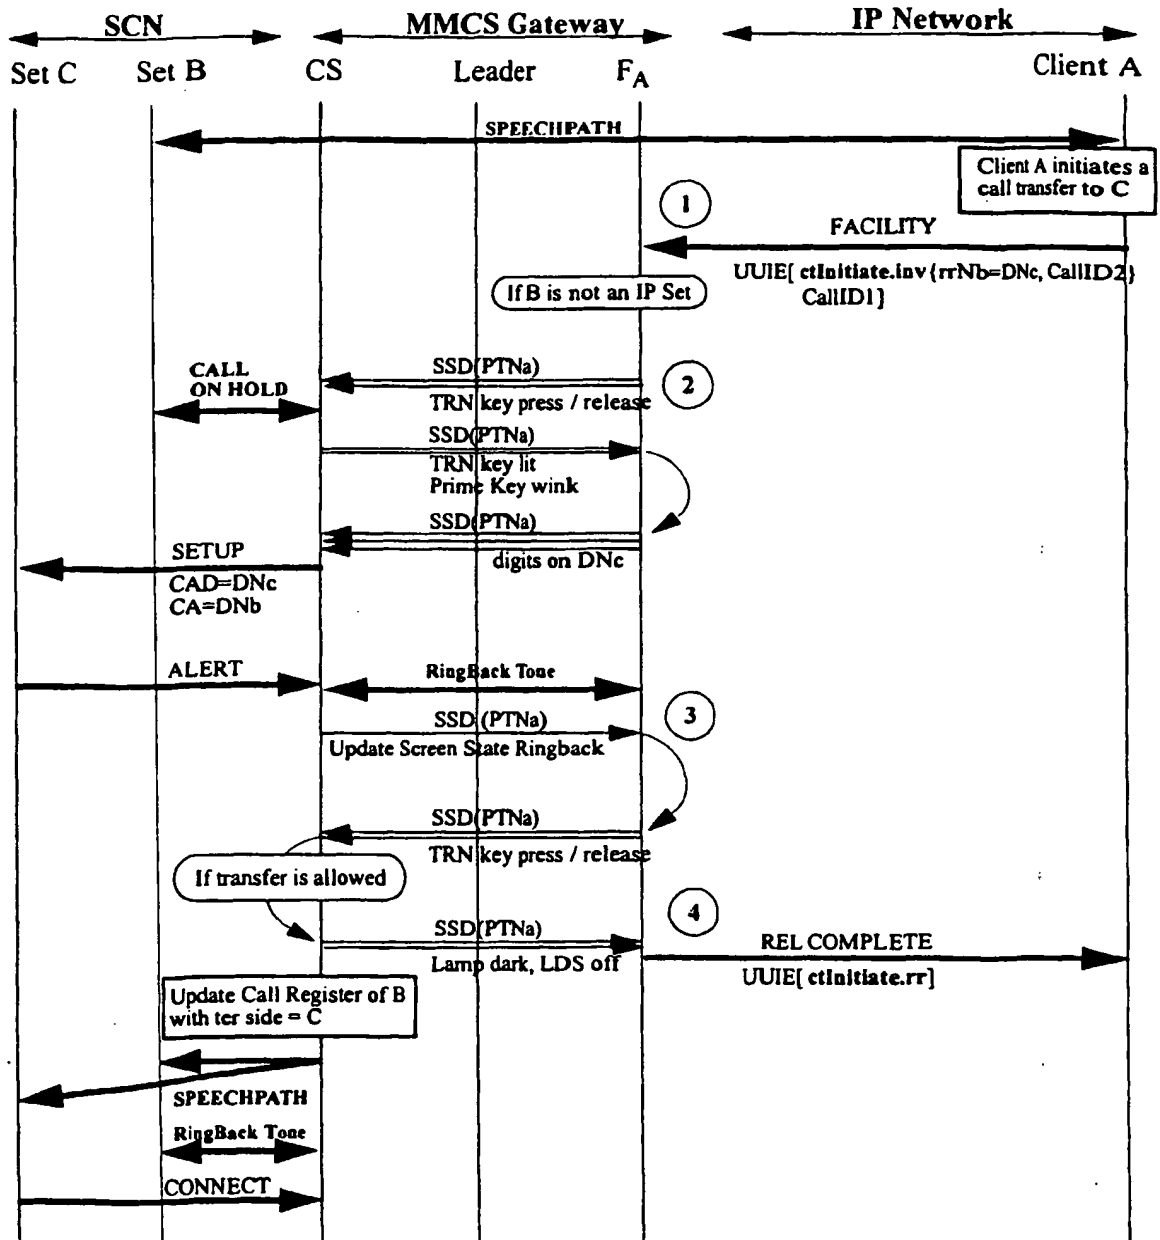 SCN MMCS Gateway IP Network
Set C Set B CS Leader FA Client A
SPEECHPATH
Client A initiates a
call transfer to C
1
FACILITY
UUIE[ ctInitiate.inv{rrNb=DNc, CallID2}
CallID1]
If B is not an IP Set
CALL
ON HOLD
SSD(PTNa)
2
TRN key press / release
SSD(PTNa)
TRN key lit
Prime Key wink
SSD(PTNa)
digits on DNc
SETUP
CAD=DNc
CA=DNb
ALERT
RingBack Tone
3
SSD (PTNa)
Update Screen State Ringback
SSD(PTNa)
TRN key press / release
If transfer is allowed
4
SSD(PTNa)
Lamp dark, LDS off
REL COMPLETE
UUIE[ ctInitiate.rr]
Update Call Register of B
with ter side = C
SPEECHPATH
RingBack Tone
CONNECT